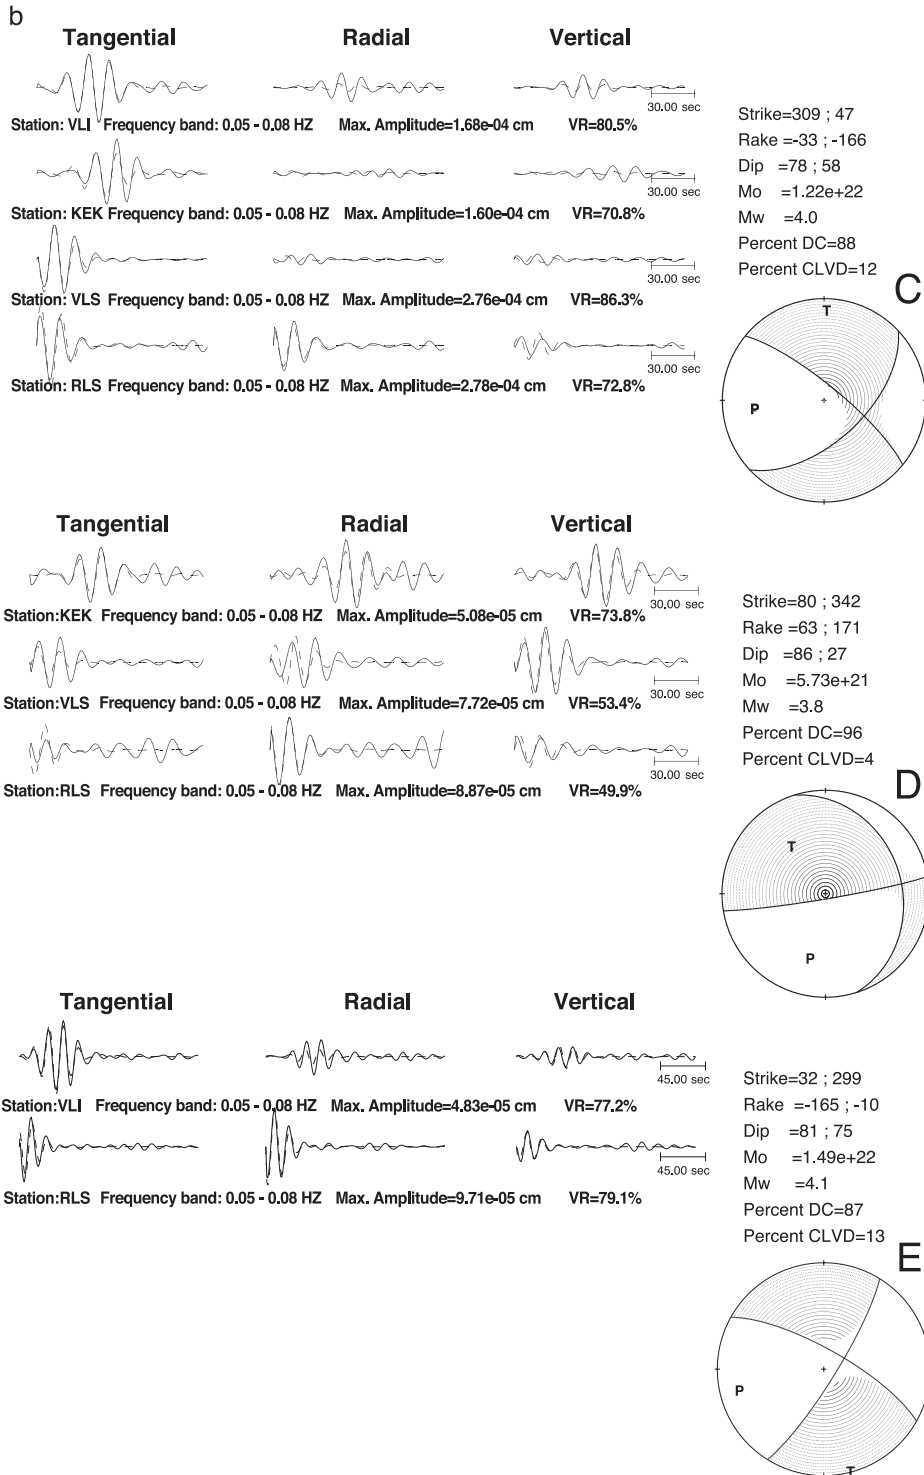 b
Tangential Radial Vertical
30.00 sec
Station: VLI Frequency band: 0.05 - 0.08 HZ Max. Amplitude=1.68e-04 cm VR=80.5%
30.00 sec
Station: KEK Frequency band: 0.05 - 0.08 HZ Max. Amplitude=1.60e-04 cm VR=70.8%
30.00 sec
Station: VLS Frequency band: 0.05 - 0.08 HZ Max. Amplitude=2.76e-04 cm VR=86.3%
30.00 sec
Station: RLS Frequency band: 0.05 - 0.08 HZ Max. Amplitude=2.78e-04 cm VR=72.8%
Strike=309 ; 47
Rake=-33 ; -166
Dip =78 ; 58
Mo =1.22e+22
Mw =4.0
Percent DC=88
Percent CLVD=12
C
T
P
Tangential Radial Vertical
30.00 sec
Station:KEK Frequency band: 0.05 - 0.08 HZ Max. Amplitude=5.08e-05 cm VR=73.8%
30.00 sec
Station:VLS Frequency band: 0.05 - 0.08 HZ Max. Amplitude=7.72e-05 cm VR=53.4%
30.00 sec
Station:RLS Frequency band: 0.05 - 0.08 HZ Max. Amplitude=8.87e-05 cm VR=49.9%
Strike=80 ; 342
Rake=63 ; 171
Dip =86 ; 27
Mo =5.73e+21
Mw =3.8
Percent DC=96
Percent CLVD=4
D
T
P
Tangential Radial Vertical
45.00 sec
Station:VLI Frequency band: 0.05 - 0.08 HZ Max. Amplitude=4.83e-05 cm VR=77.2%
45.00 sec
Station:RLS Frequency band: 0.05 - 0.08 HZ Max. Amplitude=9.71e-05 cm VR=79.1%
Strike=32 ; 299
Rake =-165 ; -10
Dip =81 ; 75
Mo =1.49e+22
Mw =4.1
Percent DC=87
Percent CLVD=13
E
P
T